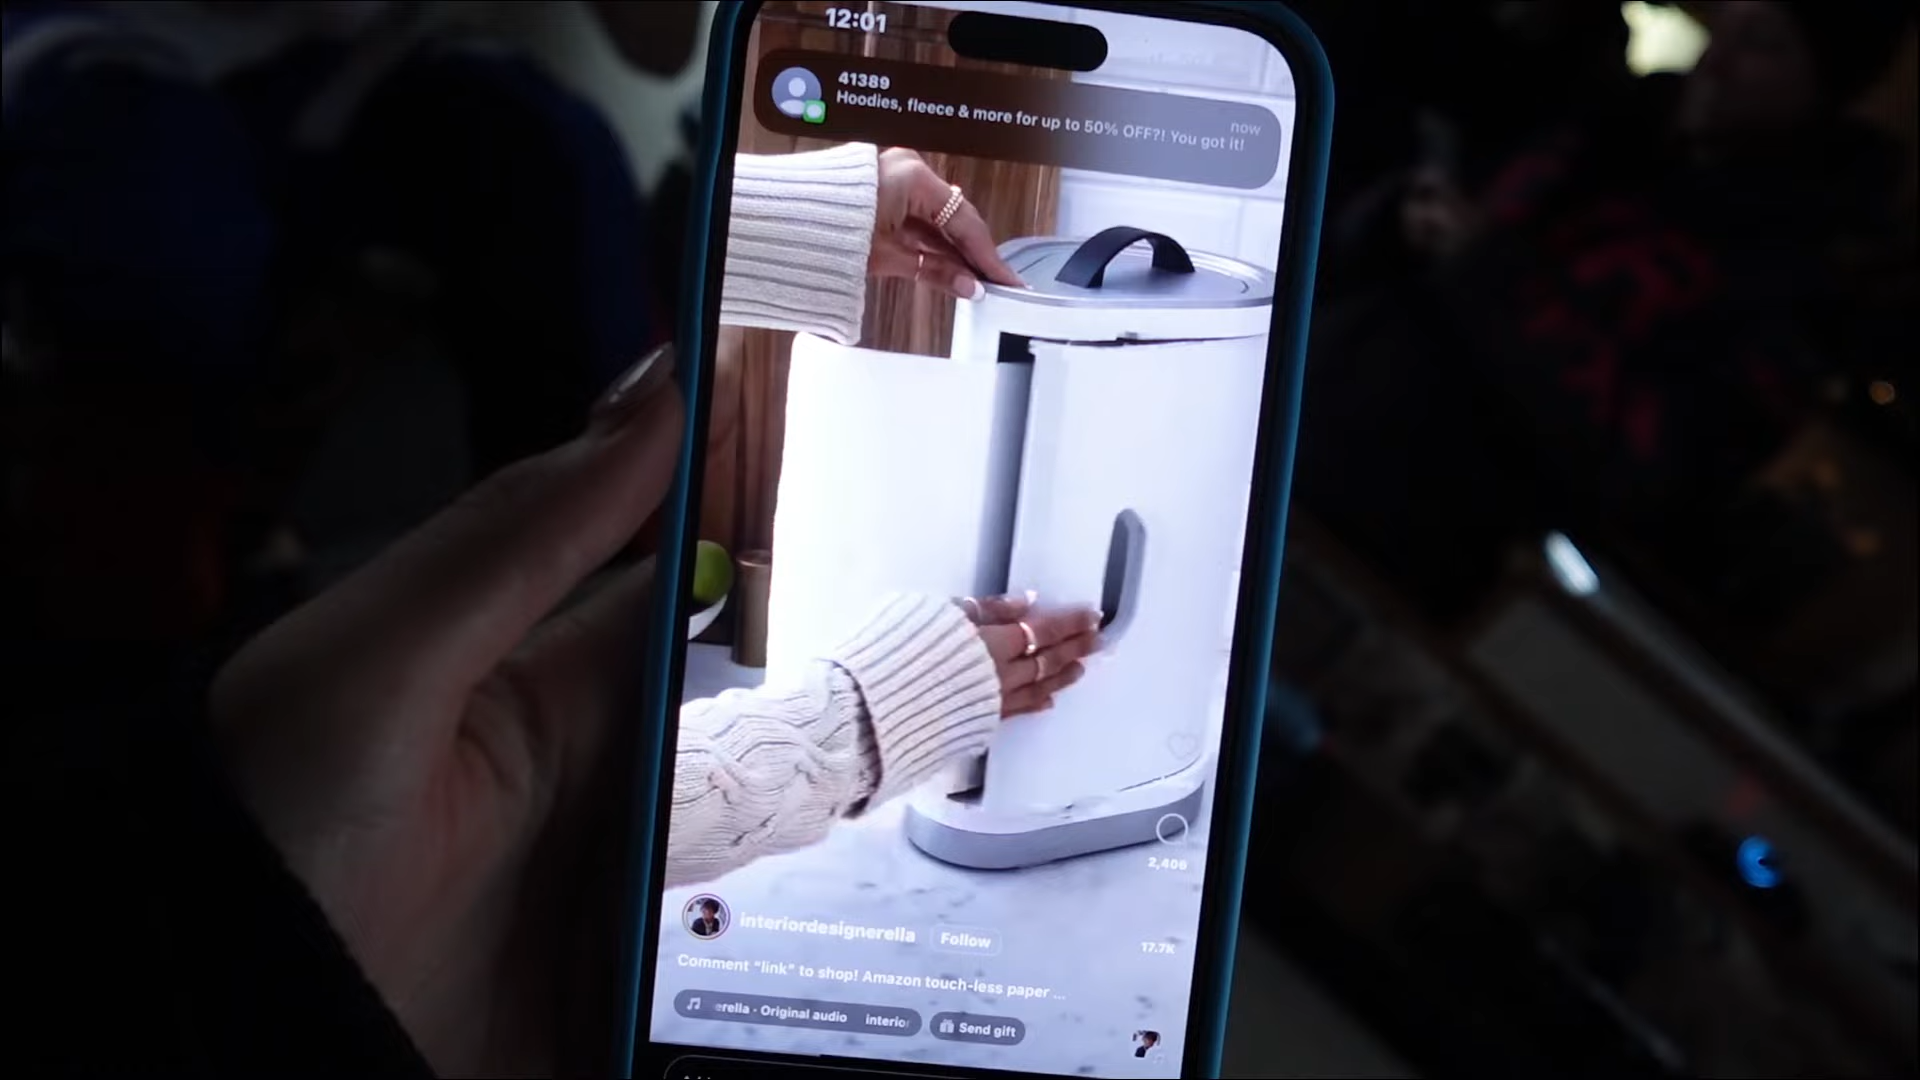 12:01
41389
now
Hoodies, fleece & more for up to 50% OFF?! You got it!
2,406
interiordesignerella
Follow
17.7K
Comment "link" to shop! Amazon touch-less paper ...
erella · Original audio
interior
Send gift